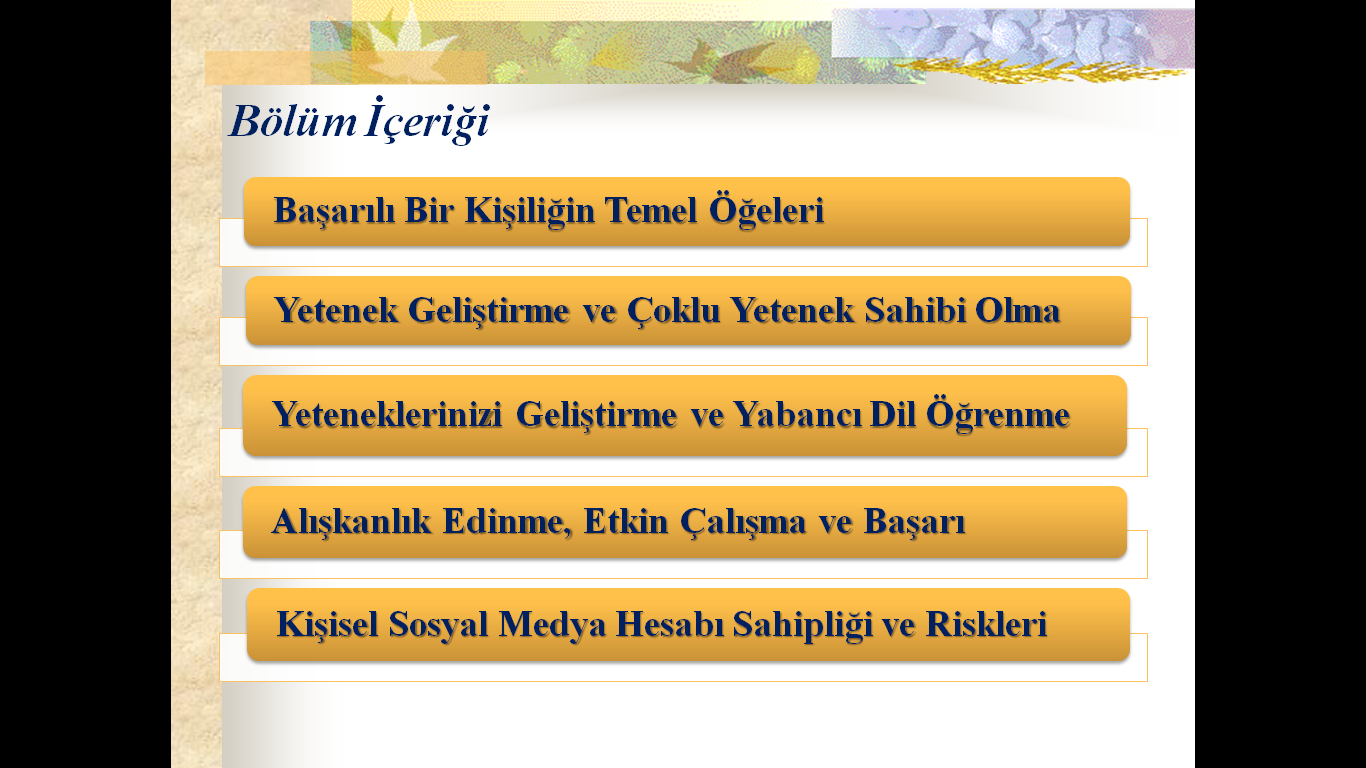 Bölüm İçeriği
Başarılı Bir Kişiliğin Temel Öğeleri
Yetenek Geliştirme ve Çoklu Yetenek Sahibi Olma
Yeteneklerinizi Geliştirme ve Yabancı Dil Öğrenme
Alışkanlık Edinme, Etkin Çalışma ve Başarı
Kişisel Sosyal Medya Hesabı Sahipliği ve Riskleri